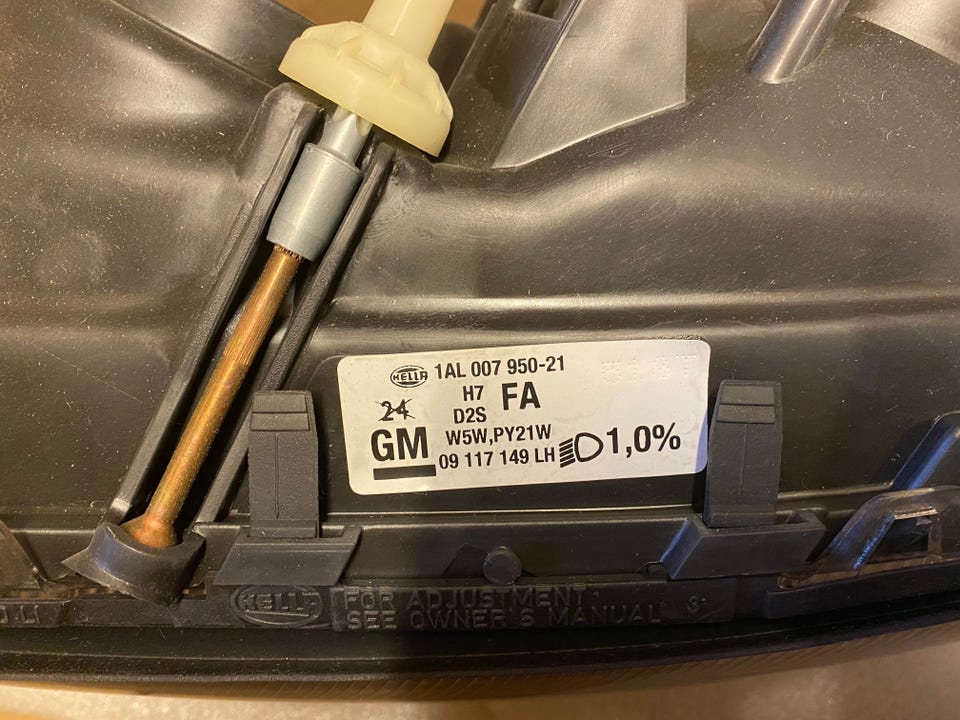 HELLA 1AL 007 950-21
H7 FA
24 D2S
GM W5W,PY21W
09 117 149 LH 1,0%
HELLA FOR ADJUSTMENT
SEE OWNER S MANUAL